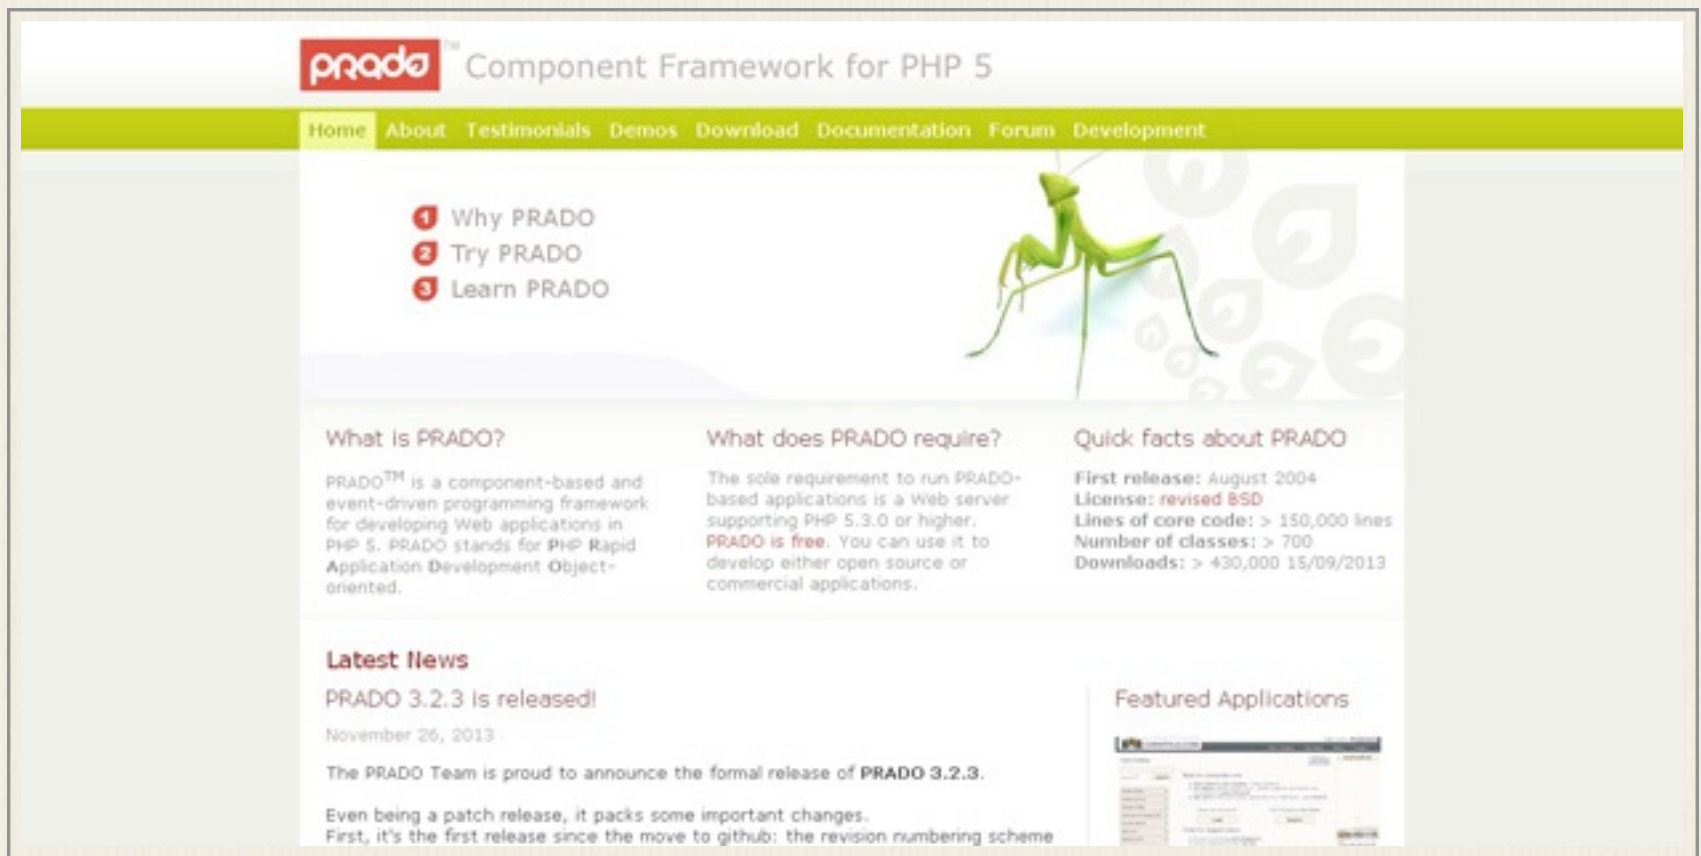 prado™ Component Framework for PHP 5
Home About Testimonials Demos Download Documentation Forum Development
1 Why PRADO
2 Try PRADO
3 Learn PRADO
What is PRADO?
PRADO™ is a component-based and
event-driven programming framework
for developing Web applications in
PHP 5. PRADO stands for PHP Rapid
Application Development Object-
oriented.
What does PRADO require?
The sole requirement to run PRADO-
based applications is a Web server
supporting PHP 5.3.0 or higher.
PRADO is free. You can use it to
develop either open source or
commercial applications.
Quick facts about PRADO
First release: August 2004
License: revised BSD
Lines of core code: > 150,000 lines
Number of classes: > 700
Downloads: > 430,000 15/09/2013
Latest News
PRADO 3.2.3 is released!
November 26, 2013
The PRADO Team is proud to announce the formal release of PRADO 3.2.3.
Even being a patch release, it packs some important changes.
First, it's the first release since the move to github: the revision numbering scheme
Featured Applications